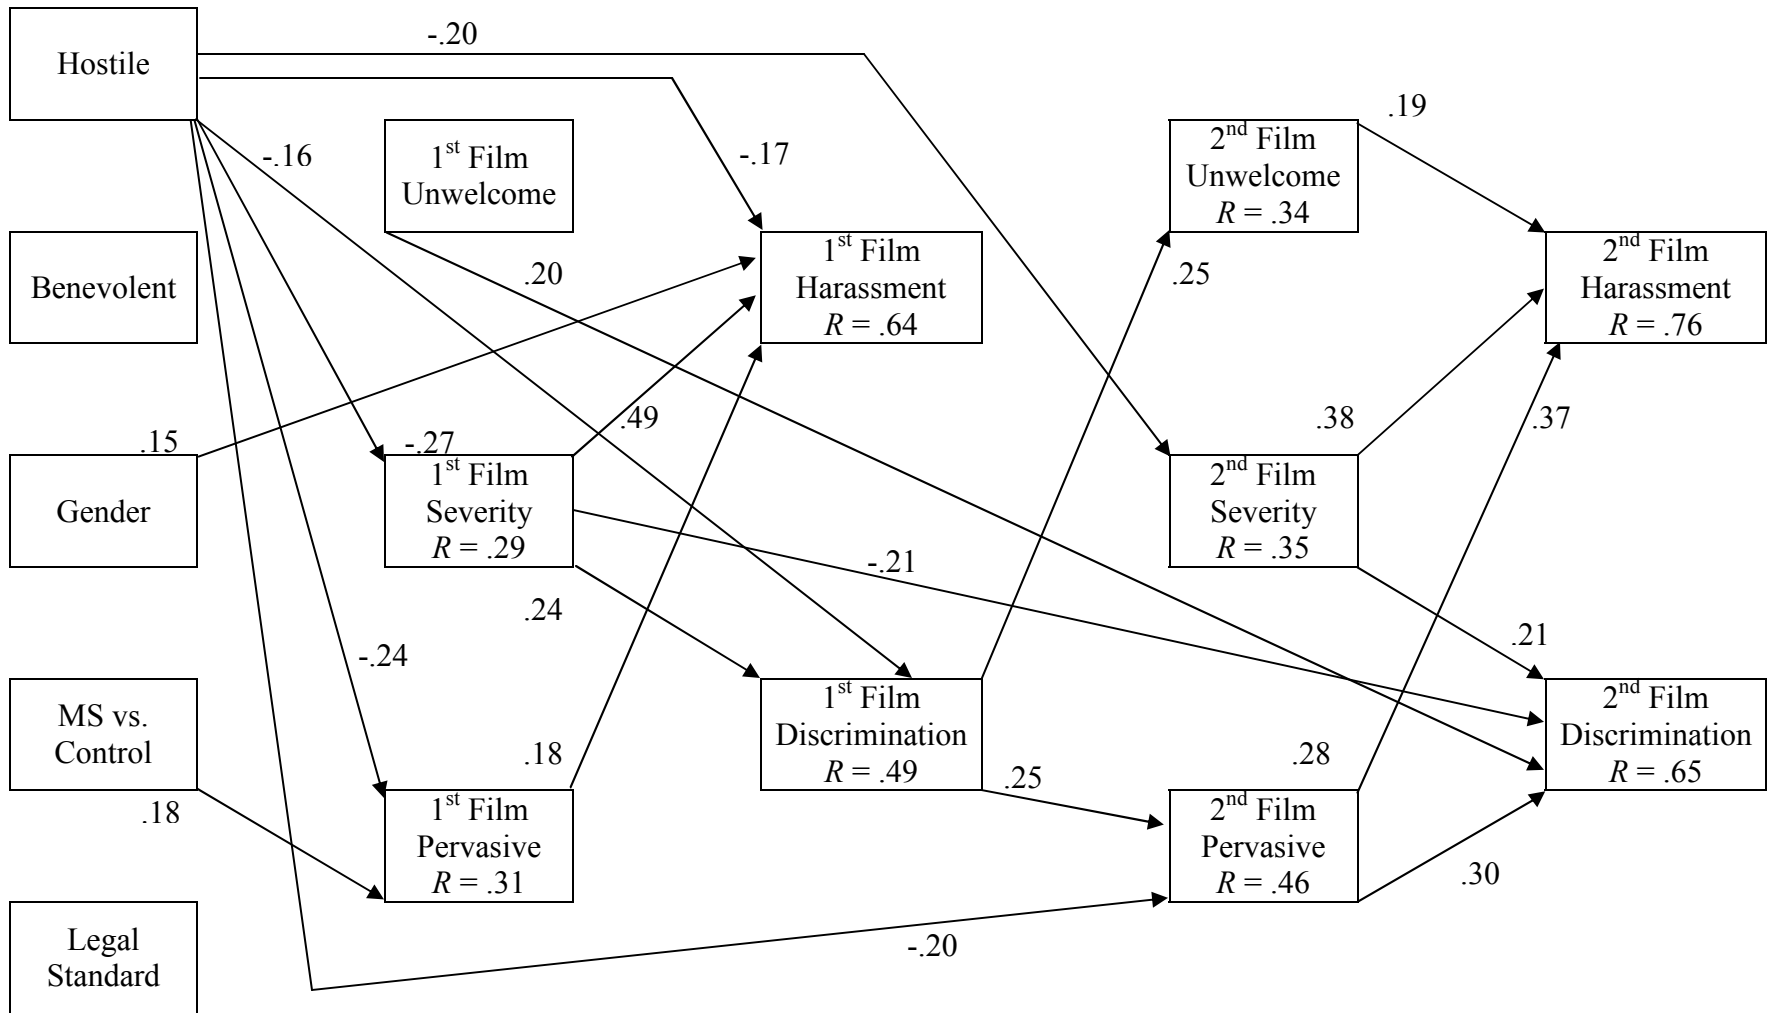 Hostile
Benevolent
Gender
MS vs.
Control
Legal
Standard
1st Film
Unwelcome
1st Film
Severity
R = .29
1st Film
Pervasive
R = .31
1st Film
Harassment
R = .64
1st Film
Discrimination
R = .49
2nd Film
Unwelcome
R = .34
2nd Film
Severity
R = .35
2nd Film
Pervasive
R = .46
2nd Film
Harassment
R = .76
2nd Film
Discrimination
R = .65
-.20
-.16
-.17
.20
.15
-.27
.49
-.21
.24
-.24
.18
.18
-.20
.25
.25
.19
.38
.37
.21
.28
.30